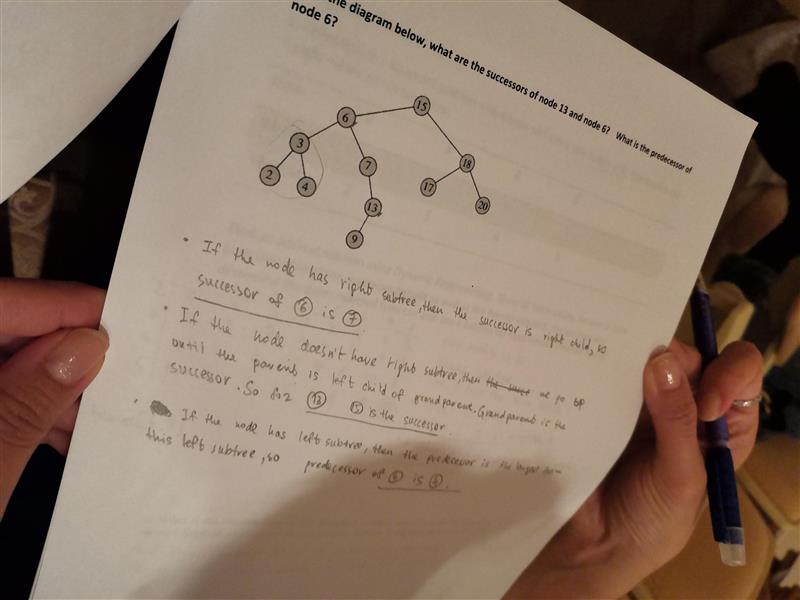 the diagram below, what are the successors of node 13 and node 6? What is the predecessor of
node 6?
15
6
3
7
18
2
4
17
13
20
9
• If the node has right subtree, then the successor is right child, so
successor of 6 is 7.
• If the node doesn't have right subtree, then we go up
until the parent is left child of grandparent. Grandparent is the
successor. So for 13 15 is the successor.
• If the node has left subtree, then the predecessor is the largest from
this left subtree, so predecessor of 6 is 4.